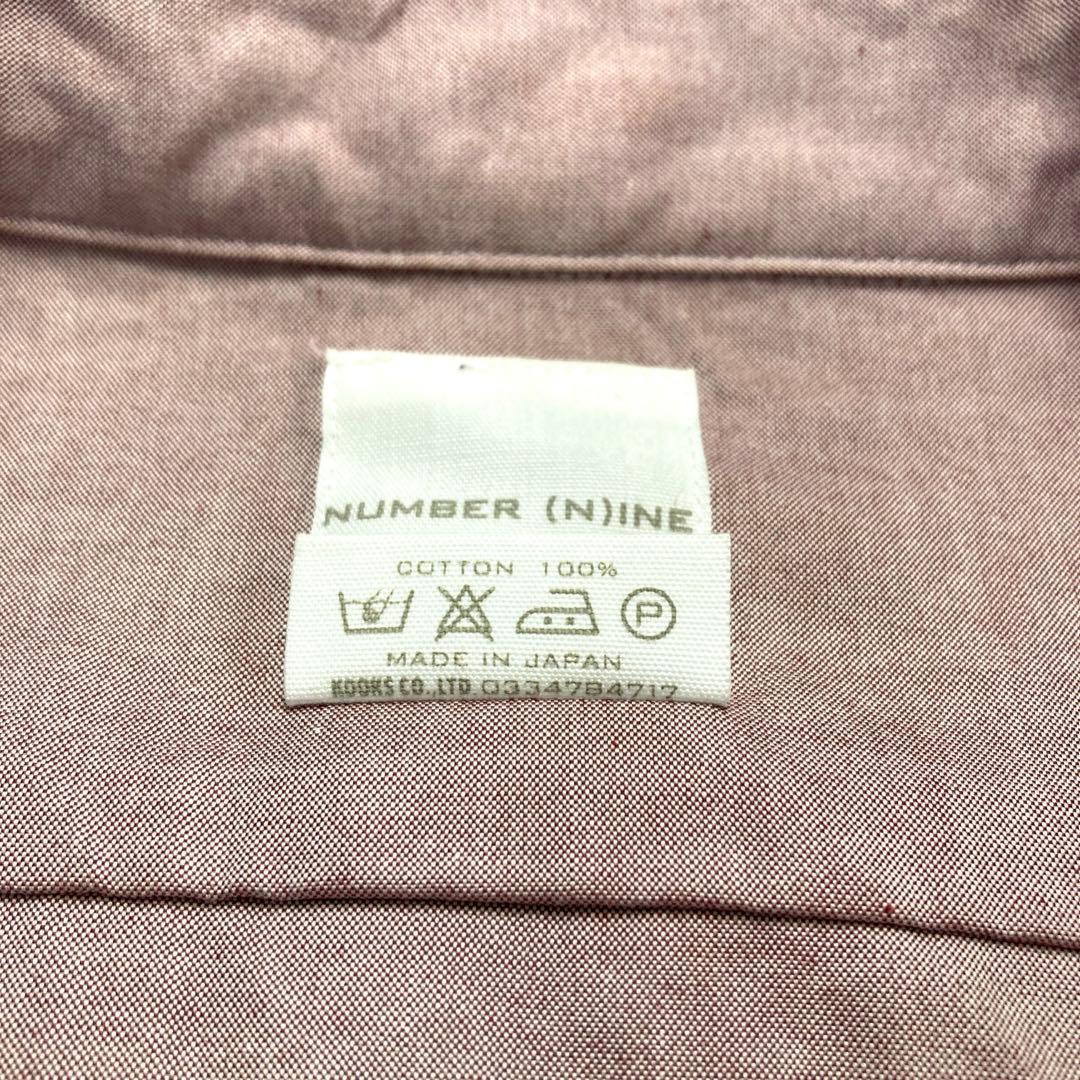 NUMBER (N)INE
COTTON 100%
P
MADE IN JAPAN
KOOKS CO.,LTD 0334784717